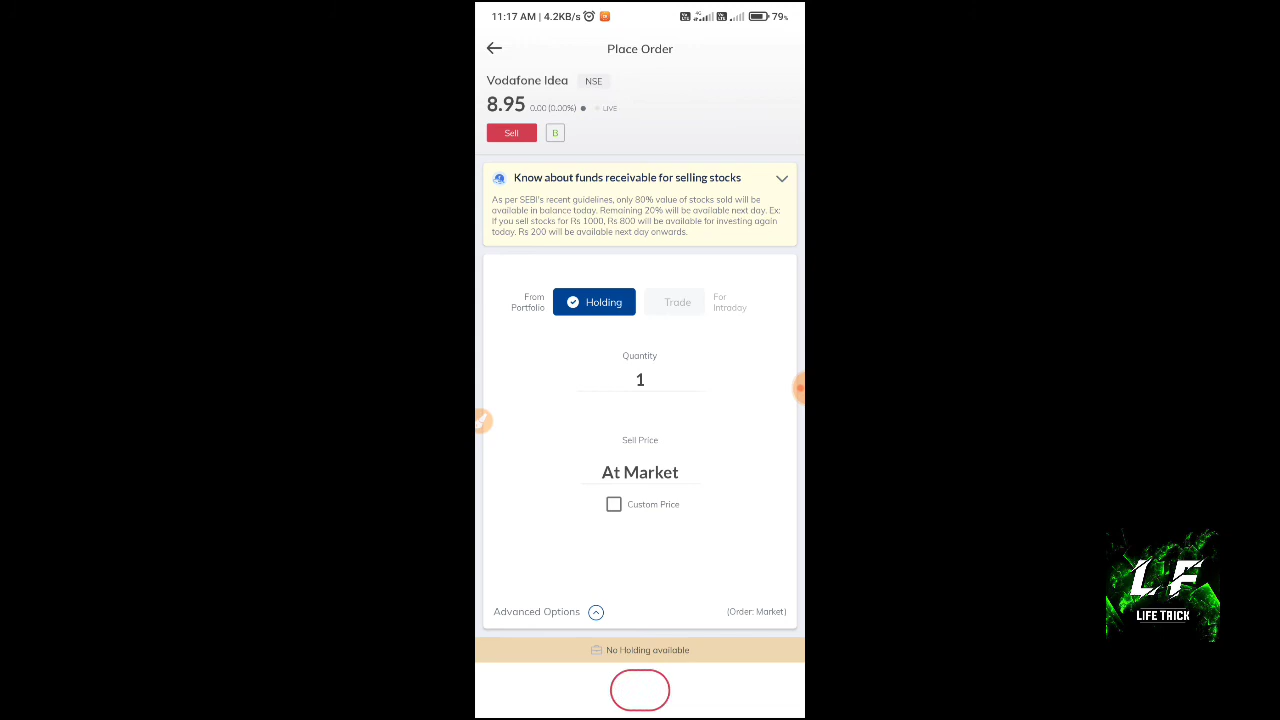 11:17 AM | 4.2KB/s
79%
Place Order
Vodafone Idea NSE
8.95 0.00 (0.00%) LIVE
Sell B
Know about funds receivable for selling stocks
As per SEBI's recent guidelines, only 80% value of stocks sold will be
available in balance today. Remaining 20% will be available next day. Ex:
If you sell stocks for Rs 1000, Rs 800 will be available for investing again
today. Rs 200 will be available next day onwards.
From
Portfolio
Holding
Trade
For
Intraday
Quantity
1
Sell Price
At Market
Custom Price
Advanced Options (Order: Market)
No Holding available
LF
LIFE TRICK